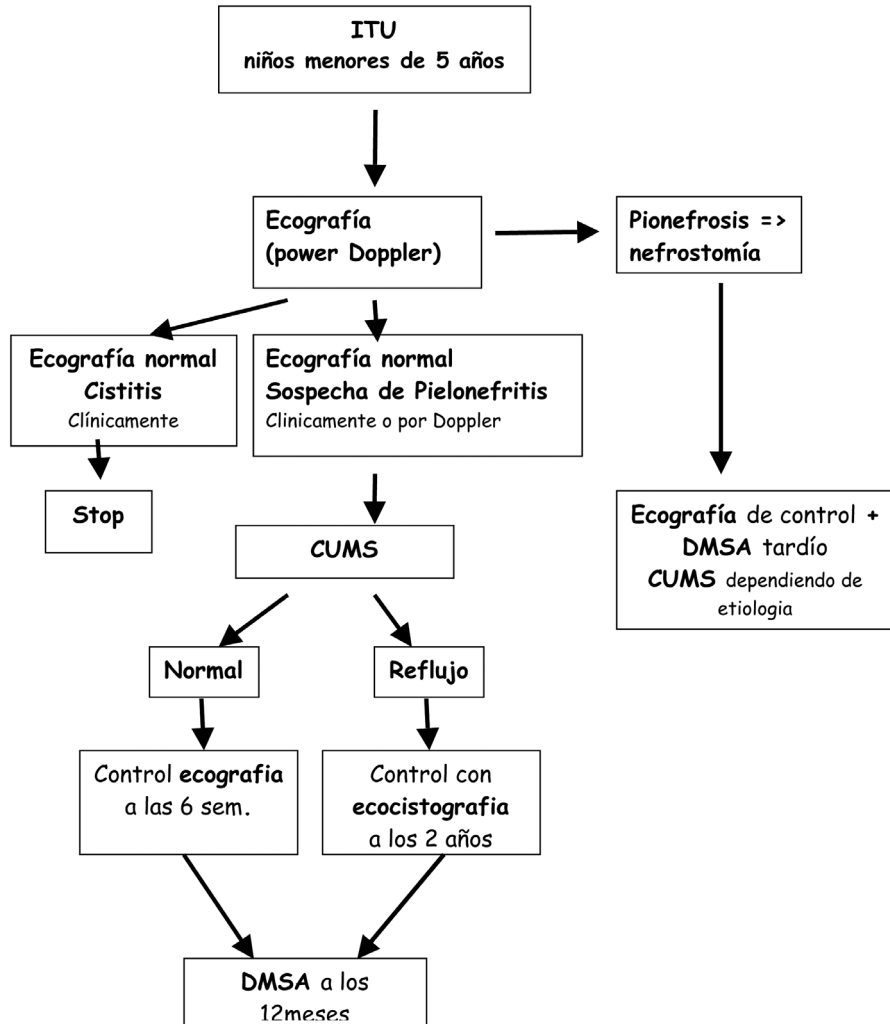 ITU
niños menores de 5 años
Ecografía
(power Doppler)
Pionefrosis =>
nefrostomía
Ecografía normal
Cistitis
Clínicamente
Ecografía normal
Sospecha de Pielonefritis
Clinicamente o por Doppler
Stop
CUMS
Ecografía de control +
DMSA tardío
CUMS dependiendo de
etiologia
Normal
Reflujo
Control ecografia
a las 6 sem.
Control con
ecocistografia
a los 2 años
DMSA a los
12meses